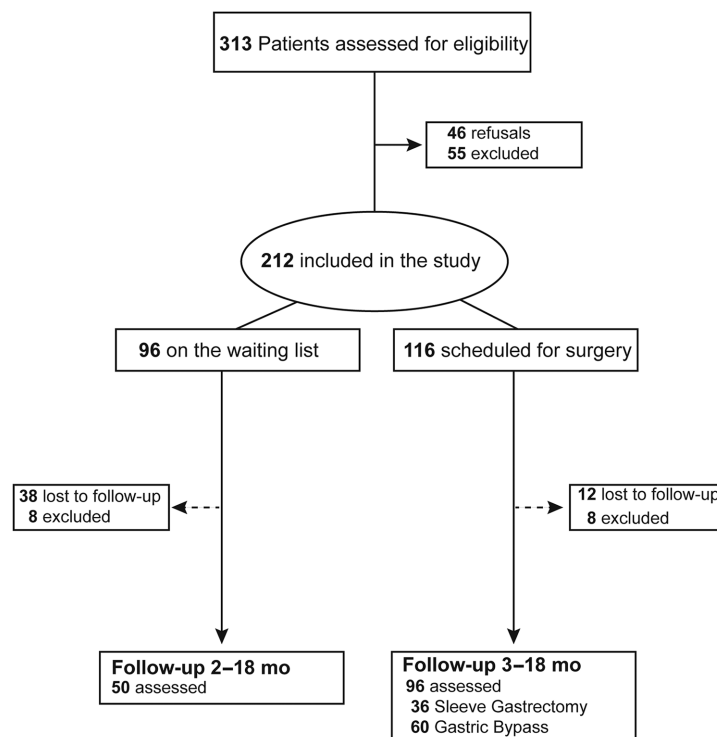 313 Patients assessed for eligibility
46 refusals
55 excluded
212 included in the study
96 on the waiting list
116 scheduled for surgery
38 lost to follow-up
8 excluded
12 lost to follow-up
8 excluded
Follow-up 2–18 mo
50 assessed
Follow-up 3–18 mo
96 assessed
36 Sleeve Gastrectomy
60 Gastric Bypass